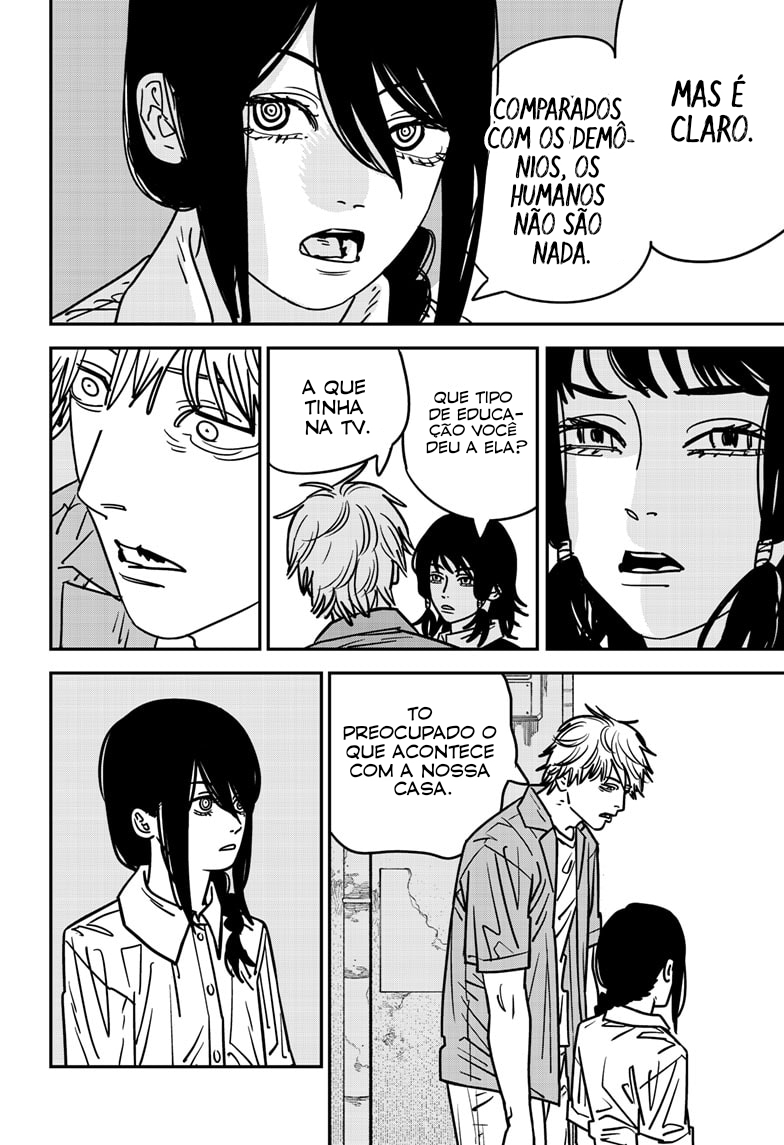 MAS É
CLARO.
COMPARADOS
COM OS DEMÔ-
NIOS, OS
HUMANOS
NÃO SÃO
NADA.
QUE TIPO
DE EDUCA-
ÇÃO VOCÊ
DEU A ELA?
A QUE
TINHA
NA TV.
TO
PREOCUPADO O
QUE ACONTECE
COM A NOSSA
CASA.